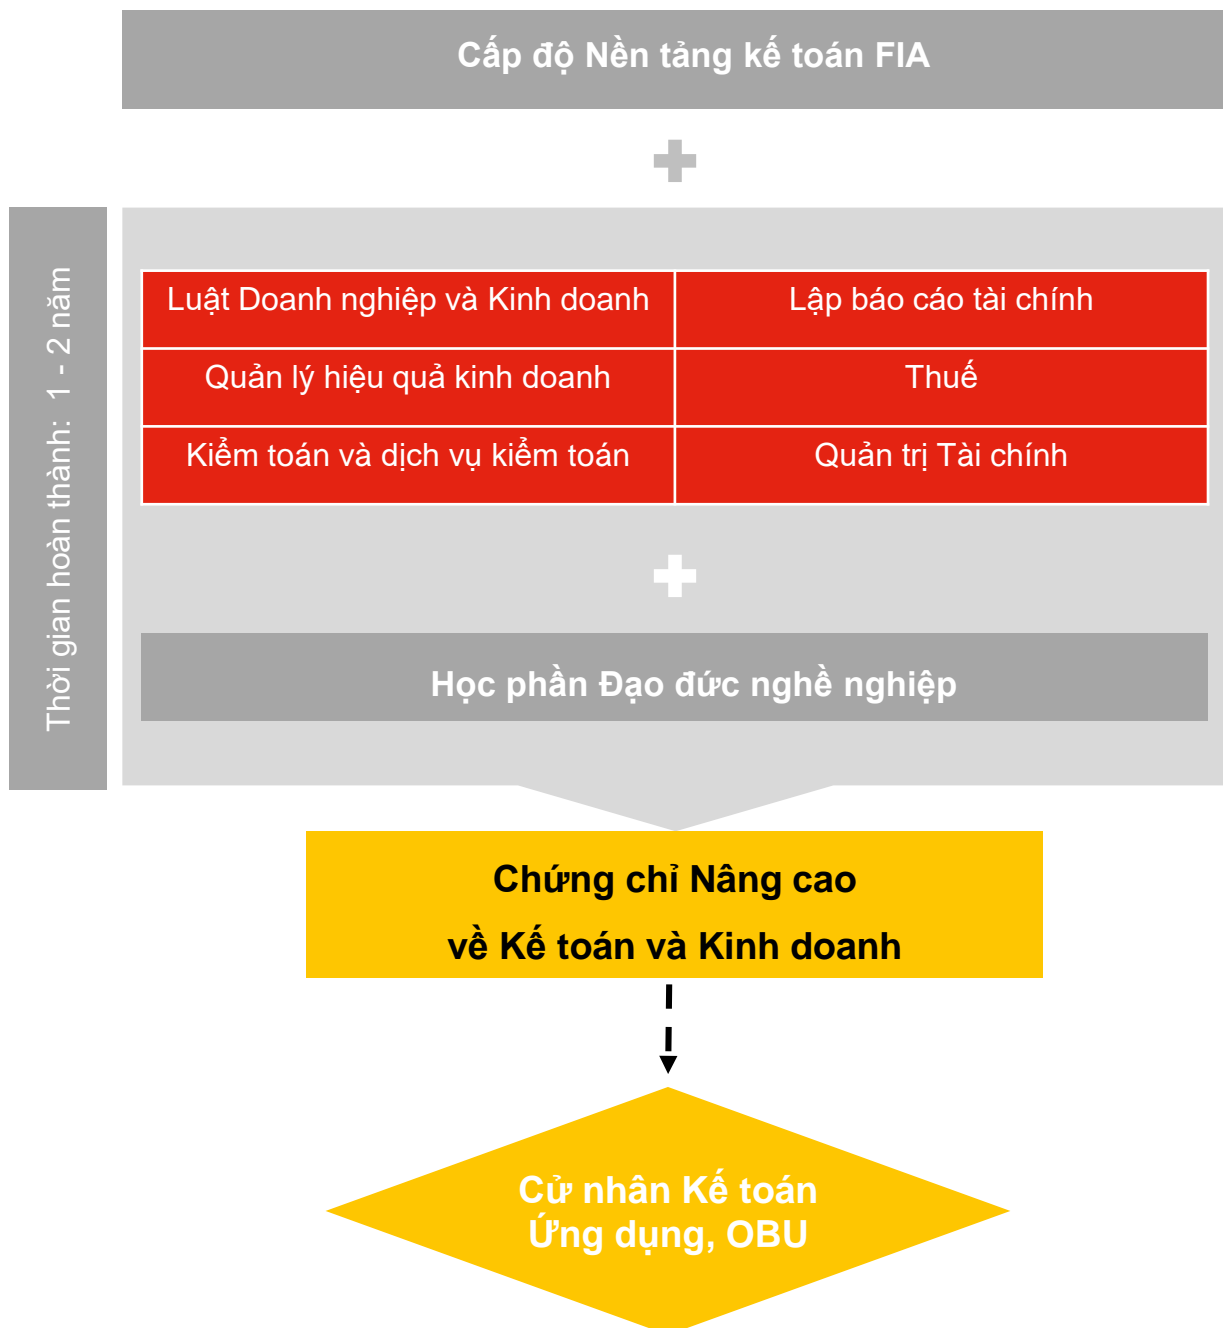 Cấp độ Nền tảng kế toán FIA
Thời gian hoàn thành: 1 - 2 năm
Luật Doanh nghiệp và Kinh doanh
Lập báo cáo tài chính
Quản lý hiệu quả kinh doanh
Thuế
Kiểm toán và dịch vụ kiểm toán
Quản trị Tài chính
Học phần Đạo đức nghề nghiệp
Chứng chỉ Nâng cao
về Kế toán và Kinh doanh
Cử nhân Kế toán
Ứng dụng, OBU